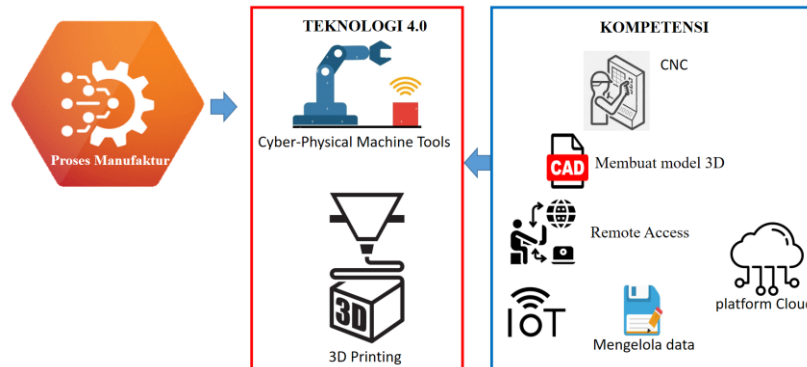 Proses Manufaktur
TEKNOLOGI 4.0
Cyber-Physical Machine Tools
3D
3D Printing
KOMPETENSI
CNC
CAD
Membuat model 3D
Remote Access
platform Cloud
IoT
Mengelola data